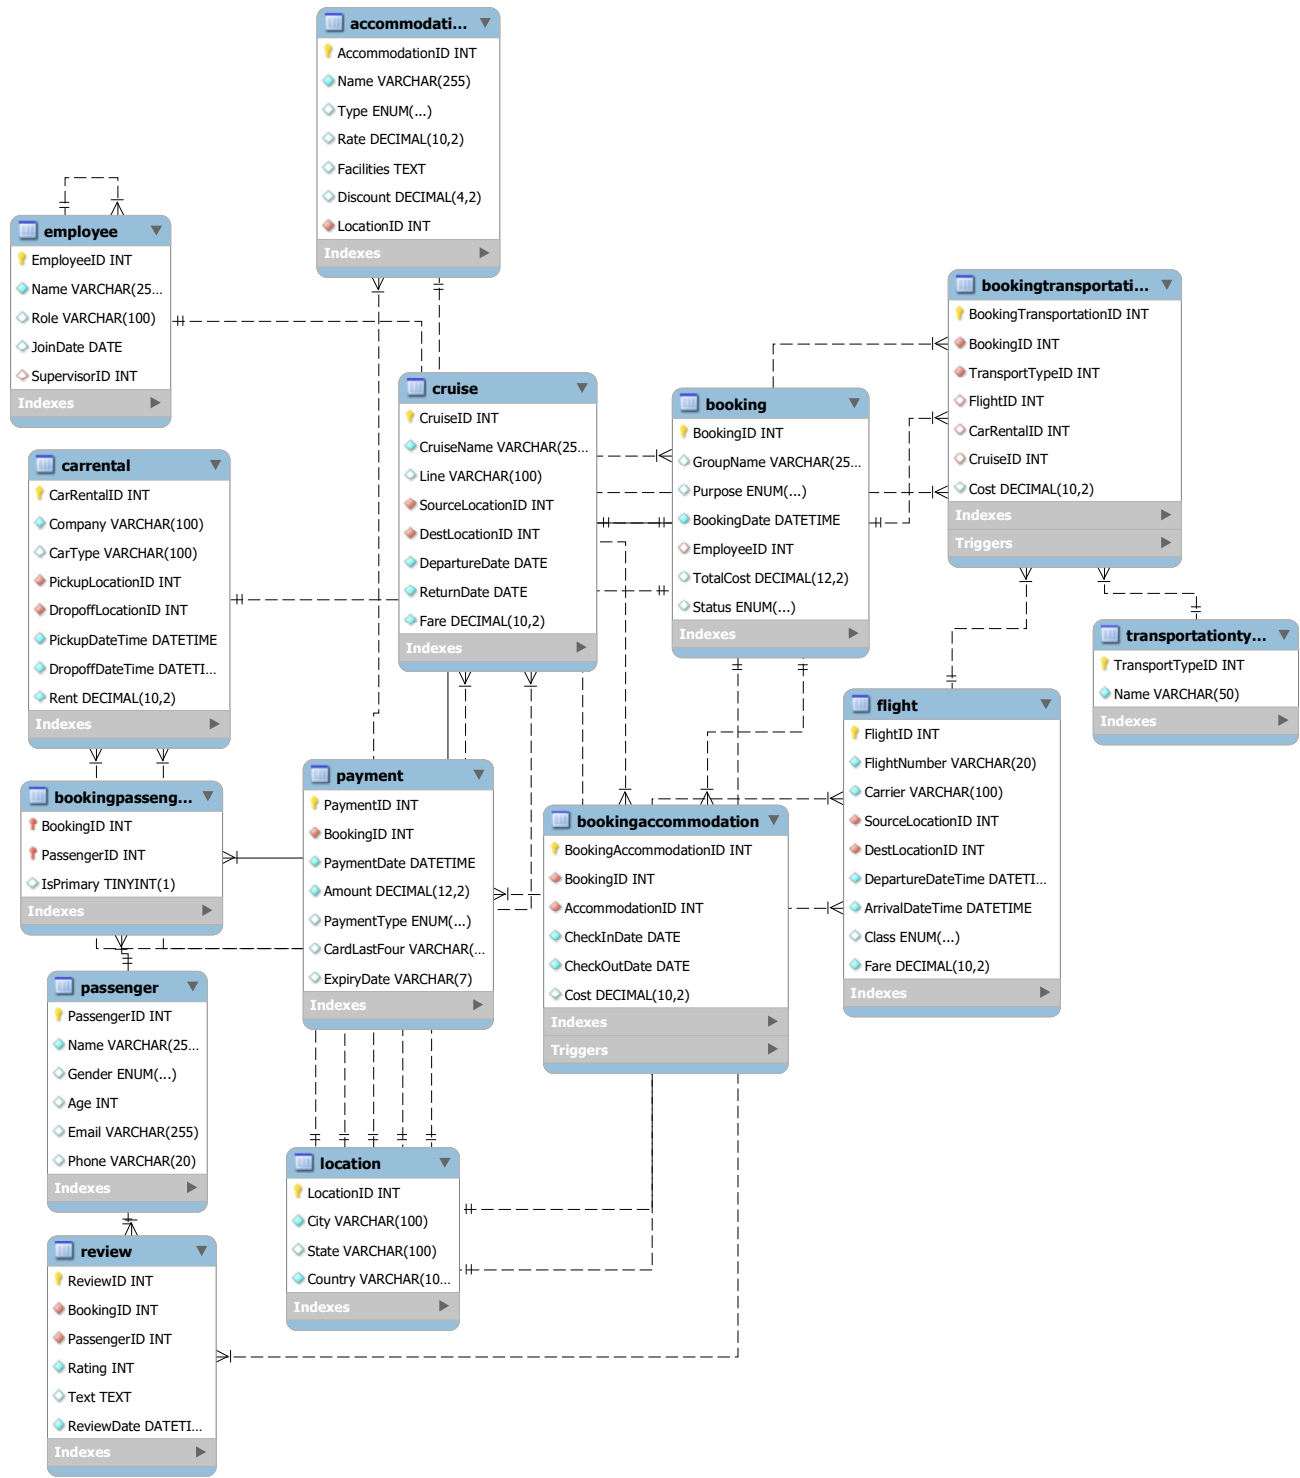 accommodati...
AccommodationID INT
Name VARCHAR(255)
Type ENUM(...)
Rate DECIMAL(10,2)
Facilities TEXT
Discount DECIMAL(4,2)
LocationID INT
Indexes
employee
EmployeeID INT
Name VARCHAR(25...
Role VARCHAR(100)
JoinDate DATE
SupervisorID INT
Indexes
bookingtransportati...
BookingTransportationID INT
BookingID INT
TransportTypeID INT
FlightID INT
CarRentalID INT
CruiseID INT
Cost DECIMAL(10,2)
Indexes
Triggers
cruise
CruiseID INT
CruiseName VARCHAR(25...
Line VARCHAR(100)
SourceLocationID INT
DestLocationID INT
DepartureDate DATE
ReturnDate DATE
Fare DECIMAL(10,2)
Indexes
booking
BookingID INT
GroupName VARCHAR(25...
Purpose ENUM(...)
BookingDate DATETIME
EmployeeID INT
TotalCost DECIMAL(12,2)
Status ENUM(...)
Indexes
carrental
CarRentalID INT
Company VARCHAR(100)
CarType VARCHAR(100)
PickupLocationID INT
DropoffLocationID INT
PickupDateTime DATETIME
DropoffDateTime DATETI...
Rent DECIMAL(10,2)
Indexes
transportationty...
TransportTypeID INT
Name VARCHAR(50)
Indexes
flight
FlightID INT
FlightNumber VARCHAR(20)
Carrier VARCHAR(100)
SourceLocationID INT
DestLocationID INT
DepartureDateTime DATETI...
ArrivalDateTime DATETIME
Class ENUM(...)
Fare DECIMAL(10,2)
Indexes
payment
PaymentID INT
BookingID INT
PaymentDate DATETIME
Amount DECIMAL(12,2)
PaymentType ENUM(...)
CardLastFour VARCHAR(...
ExpiryDate VARCHAR(7)
Indexes
bookingpasseng...
BookingID INT
PassengerID INT
IsPrimary TINYINT(1)
Indexes
bookingaccommodation
BookingAccommodationID INT
BookingID INT
AccommodationID INT
CheckInDate DATE
CheckOutDate DATE
Cost DECIMAL(10,2)
Indexes
Triggers
passenger
PassengerID INT
Name VARCHAR(25...
Gender ENUM(...)
Age INT
Email VARCHAR(255)
Phone VARCHAR(20)
Indexes
location
LocationID INT
City VARCHAR(100)
State VARCHAR(100)
Country VARCHAR(10...
Indexes
review
ReviewID INT
BookingID INT
PassengerID INT
Rating INT
Text TEXT
ReviewDate DATETI...
Indexes